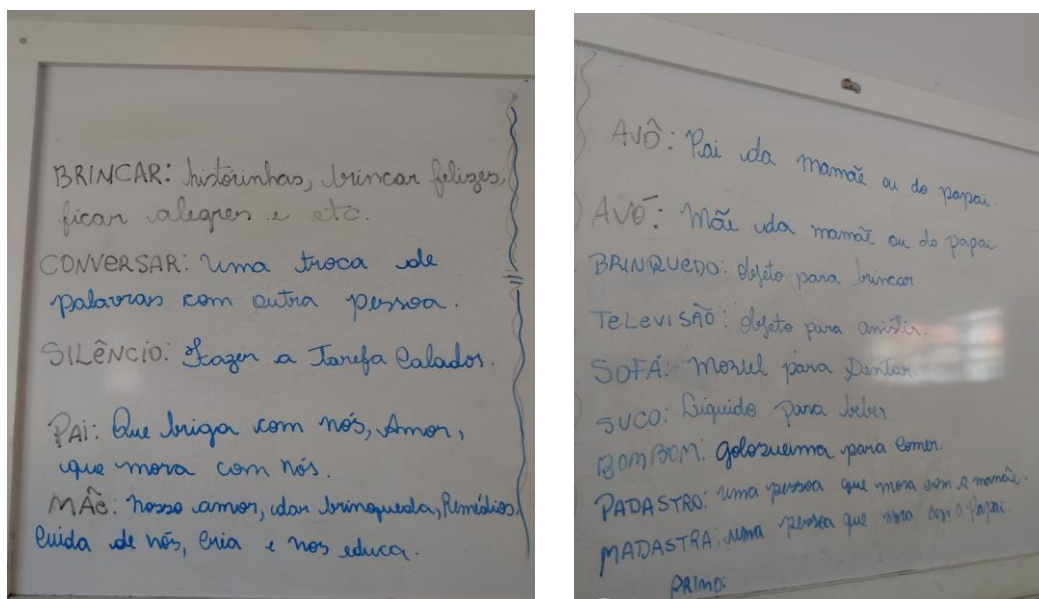 BRINCAR: historinhas, brincar felizes,
ficar alegres e etc.
CONVERSAR: Uma troca de
palavras com outra pessoa.
SILÊNCIO: Fazer a Tarefa Calados.
PAI: Que briga com nós, Amor,
que mora com nós.
MÃE: nosso amor, dar brinqueda, Remédios.
Cuida de nós, cria e nos educa.
AVÔ: Pai da mamãe ou do papai.
AVÓ: Mãe da mamãe ou do papai
BRINQUEDO: objeto para brincar.
TELEVISÃO: objeto para assistir.
SOFÁ: Movel para Sentar.
SUCO: Liquido para beber
BOMBOM: golozueima para comer.
PADASTRO: uma pessoa que mora com a mamãe.
MADASTRA: uma pessoa que mora com o Papai.
PRIMO: